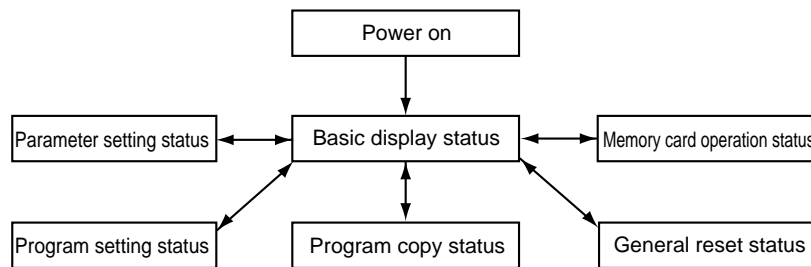 Power on
Parameter setting status
Basic display status
Memory card operation status
Program setting status
Program copy status
General reset status